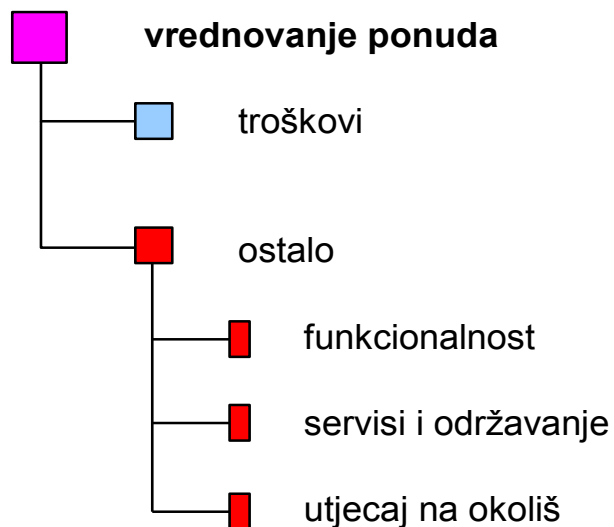 vrednovanje ponuda
troškovi
ostalo
funkcionalnost
servisi i održavanje
utjecaj na okoliš